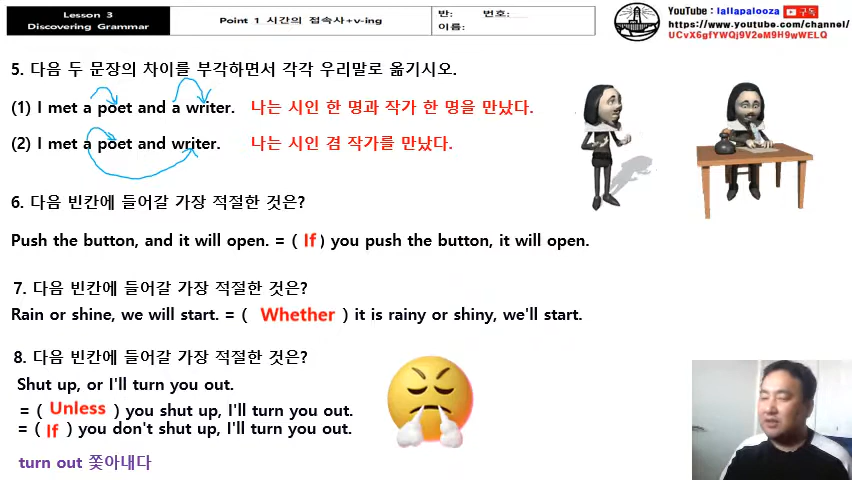 Lesson 3
Discovering Grammar
Point 1 시간의 접속사+v-ing
반: 번호:
이름:
YouTube : lallapalooza 구독
https://www.youtube.com/channel/
UCvX6gfYWQj9V2eM9H9wWELQ
5. 다음 두 문장의 차이를 부각하면서 각각 우리말로 옮기시오.
(1) I met a poet and a writer. 나는 시인 한 명과 작가 한 명을 만났다.
(2) I met a poet and writer. 나는 시인 겸 작가를 만났다.
6. 다음 빈칸에 들어갈 가장 적절한 것은?
Push the button, and it will open. = ( If ) you push the button, it will open.
7. 다음 빈칸에 들어갈 가장 적절한 것은?
Rain or shine, we will start. = ( Whether ) it is rainy or shiny, we'll start.
8. 다음 빈칸에 들어갈 가장 적절한 것은?
Shut up, or I'll turn you out.
= ( Unless ) you shut up, I'll turn you out.
= ( If ) you don't shut up, I'll turn you out.
turn out 쫓아내다